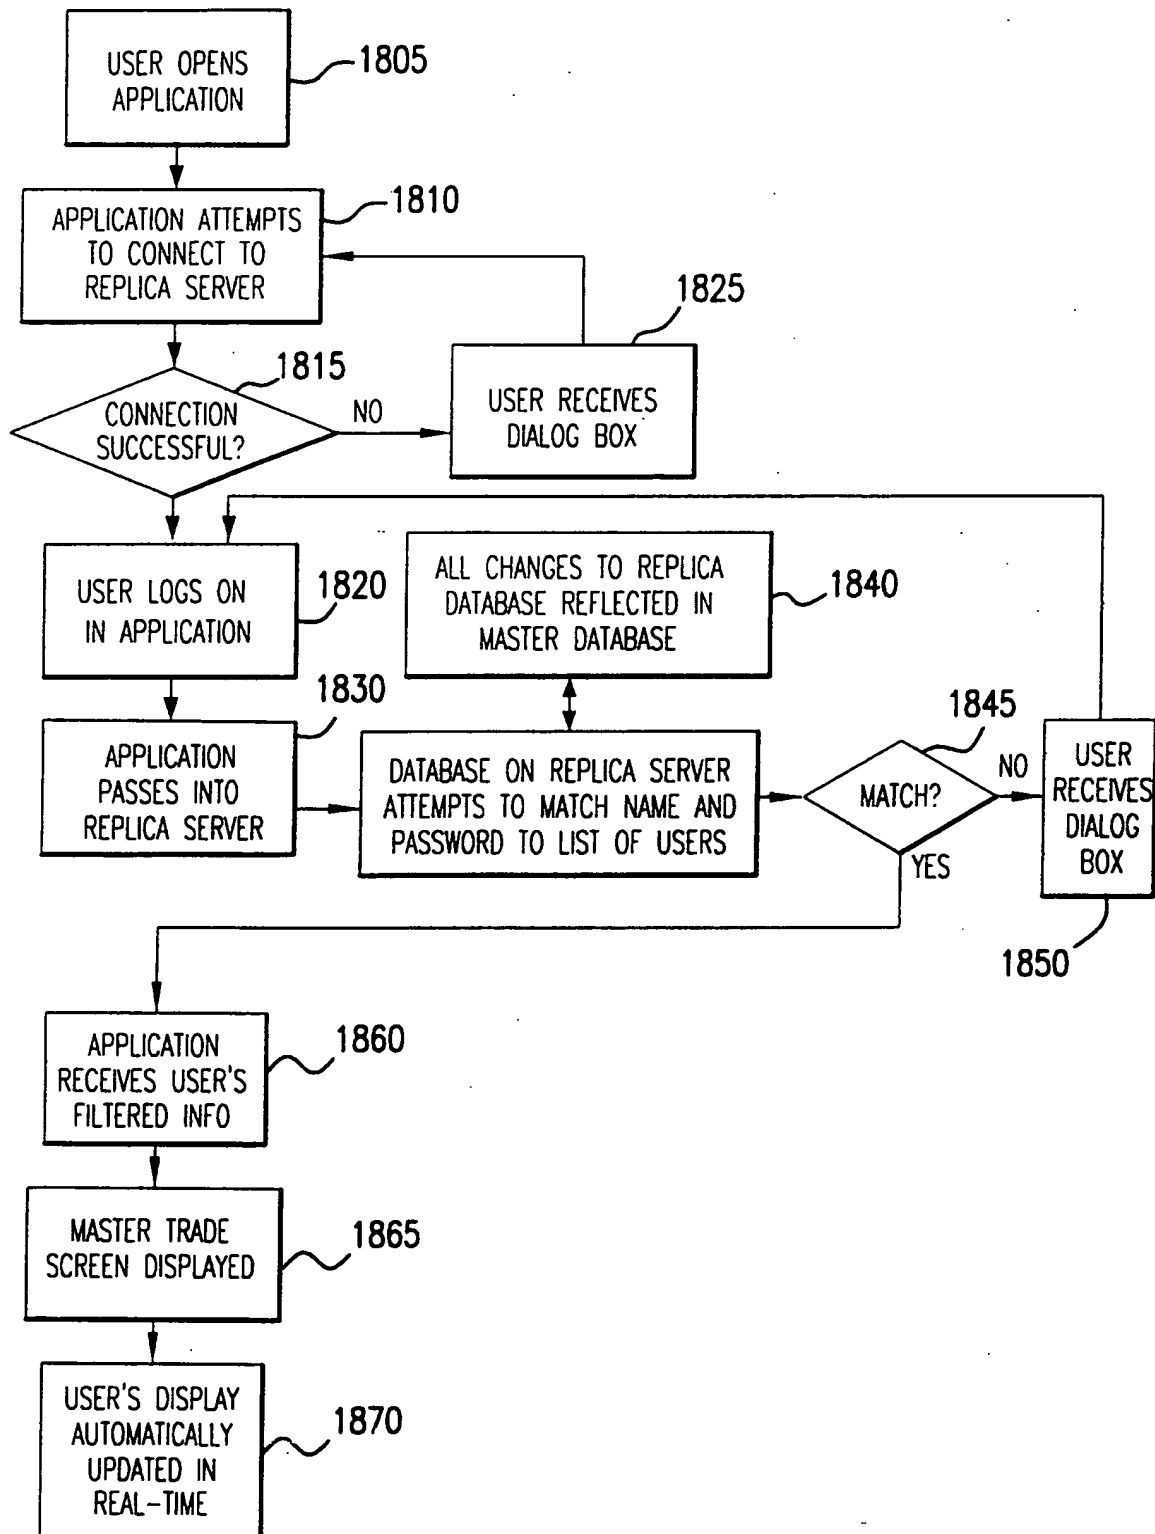 USER OPENS
APPLICATION
1805
APPLICATION ATTEMPTS
TO CONNECT TO
REPLICA SERVER
1810
1825
USER RECEIVES
DIALOG BOX
1815
CONNECTION
SUCCESSFUL?
NO
USER LOGS ON
IN APPLICATION
1820
ALL CHANGES TO REPLICA
DATABASE REFLECTED IN
MASTER DATABASE
1840
1830
APPLICATION
PASSES INTO
REPLICA SERVER
DATABASE ON REPLICA SERVER
ATTEMPTS TO MATCH NAME AND
PASSWORD TO LIST OF USERS
1845
MATCH?
NO
YES
USER
RECEIVES
DIALOG
BOX
1850
APPLICATION
RECEIVES USER'S
FILTERED INFO
1860
MASTER TRADE
SCREEN DISPLAYED
1865
USER'S DISPLAY
AUTOMATICALLY
UPDATED IN
REAL-TIME
1870